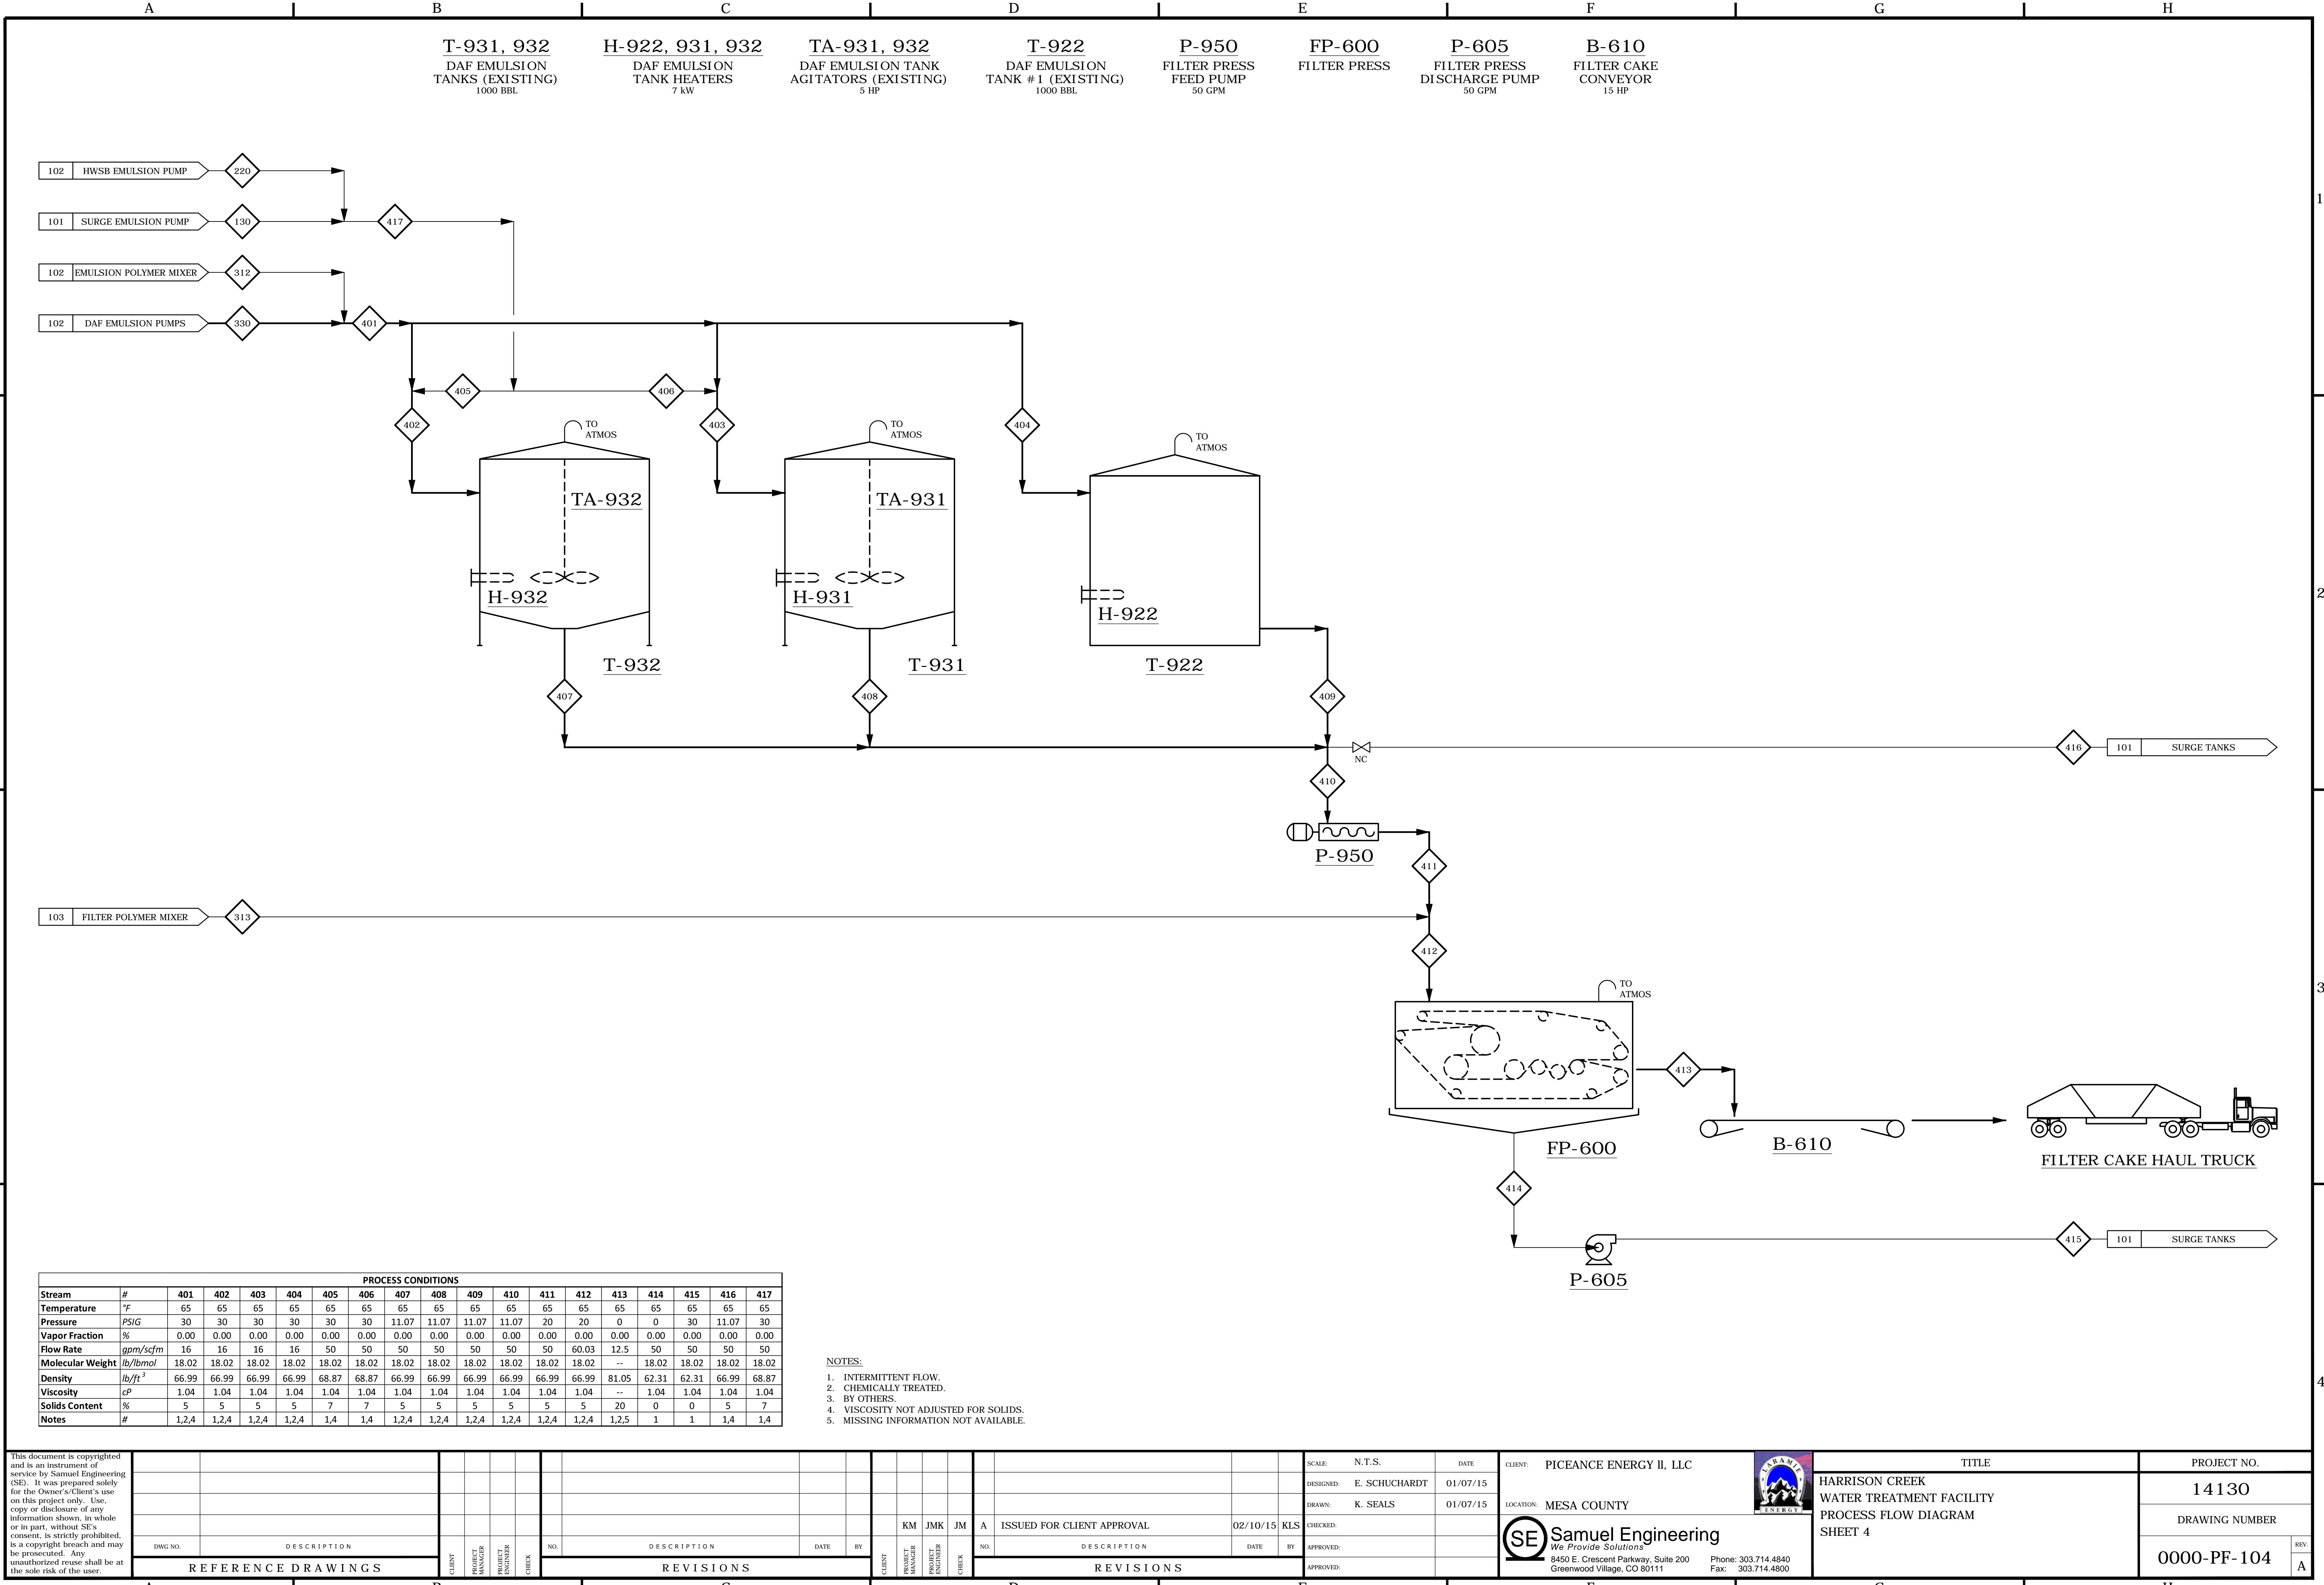 A B C D E F G H
T-931, 932
DAF EMULSION
TANKS (EXISTING)
1000 BBL
H-922, 931, 932
DAF EMULSION
TANK HEATERS
7 kW
TA-931, 932
DAF EMULSION TANK
AGITATORS (EXISTING)
5 HP
T-922
DAF EMULSION
TANK #1 (EXISTING)
1000 BBL
P-950
FILTER PRESS
FEED PUMP
50 GPM
FP-600
FILTER PRESS
P-605
FILTER PRESS
DISCHARGE PUMP
50 GPM
B-610
FILTER CAKE
CONVEYOR
15 HP
102 HWSB EMULSION PUMP 220
1
101 SURGE EMULSION PUMP 130 417
102 EMULSION POLYMER MIXER 312
102 DAF EMULSION PUMPS 330 401
405 406
402 403 404
TO
ATMOS
TO
ATMOS
TO
ATMOS
TA-932 TA-931
H-932 H-931 H-922
2
T-932 T-931 T-922
407 408 409
NC
416 101 SURGE TANKS
410
P-950
411
103 FILTER POLYMER MIXER 313
412
TO
ATMOS
3
413
FP-600 B-610
FILTER CAKE HAUL TRUCK
414
415 101 SURGE TANKS
P-605
PROCESS CONDITIONS
Stream # 401 402 403 404 405 406 407 408 409 410 411 412 413 414 415 416 417
Temperature °F 65 65 65 65 65 65 65 65 65 65 65 65 65 65 65 65 65
Pressure PSIG 30 30 30 30 30 30 11.07 11.07 11.07 11.07 20 20 0 0 30 11.07 30
Vapor Fraction % 0.00 0.00 0.00 0.00 0.00 0.00 0.00 0.00 0.00 0.00 0.00 0.00 0.00 0.00 0.00 0.00 0.00
Flow Rate gpm/scfm 16 16 16 16 50 50 50 50 50 50 50 60.03 12.5 50 50 50 50
Molecular Weight lb/lbmol 18.02 18.02 18.02 18.02 18.02 18.02 18.02 18.02 18.02 18.02 18.02 18.02 -- 18.02 18.02 18.02 18.02
Density lb/ft 3 66.99 66.99 66.99 66.99 68.87 68.87 66.99 66.99 66.99 66.99 66.99 66.99 81.05 62.31 62.31 66.99 68.87
Viscosity cP 1.04 1.04 1.04 1.04 1.04 1.04 1.04 1.04 1.04 1.04 1.04 1.04 -- 1.04 1.04 1.04 1.04
Solids Content % 5 5 5 5 7 7 5 5 5 5 5 5 20 0 0 5 7
Notes # 1,2,4 1,2,4 1,2,4 1,2,4 1,4 1,4 1,2,4 1,2,4 1,2,4 1,2,4 1,2,4 1,2,4 1,2,5 1 1 1,4 1,4
NOTES:
1. INTERMITTENT FLOW.
2. CHEMICALLY TREATED.
3. BY OTHERS.
4. VISCOSITY NOT ADJUSTED FOR SOLIDS.
5. MISSING INFORMATION NOT AVAILABLE.
4
This document is copyrighted
and is an instrument of
service by Samuel Engineering
(SE). It was prepared solely
for the Owner's/Client's use
on this project only. Use,
copy or disclosure of any
information shown, in whole
or in part, without SE's
consent, is strictly prohibited,
is a copyright breach and may
be prosecuted. Any
unauthorized reuse shall be at
the sole risk of the user.
DWG NO. DESCRIPTION
REFERENCE DRAWINGS
CLIENT
PROJECT MANAGER
PROJECT ENGINEER
CHECK
NO. DESCRIPTION DATE BY
REVISIONS
KM JMK JM A ISSUED FOR CLIENT APPROVAL 02/10/15 KLS
CLIENT
PROJECT MANAGER
PROJECT ENGINEER
CHECK
NO. DESCRIPTION DATE BY
REVISIONS
SCALE: N.T.S. DATE
DESIGNED: E. SCHUCHARDT 01/07/15
DRAWN: K. SEALS 01/07/15
CHECKED:
APPROVED:
APPROVED:
CLIENT: PICEANCE ENERGY ll, LLC
LOCATION: MESA COUNTY
LARAMIE
ENERGY
SE Samuel Engineering
We Provide Solutions
8450 E. Crescent Parkway, Suite 200 Phone: 303.714.4840
Greenwood Village, CO 80111 Fax: 303.714.4800
TITLE
HARRISON CREEK
WATER TREATMENT FACILITY
PROCESS FLOW DIAGRAM
SHEET 4
PROJECT NO.
14130
DRAWING NUMBER
0000-PF-104
REV.
A